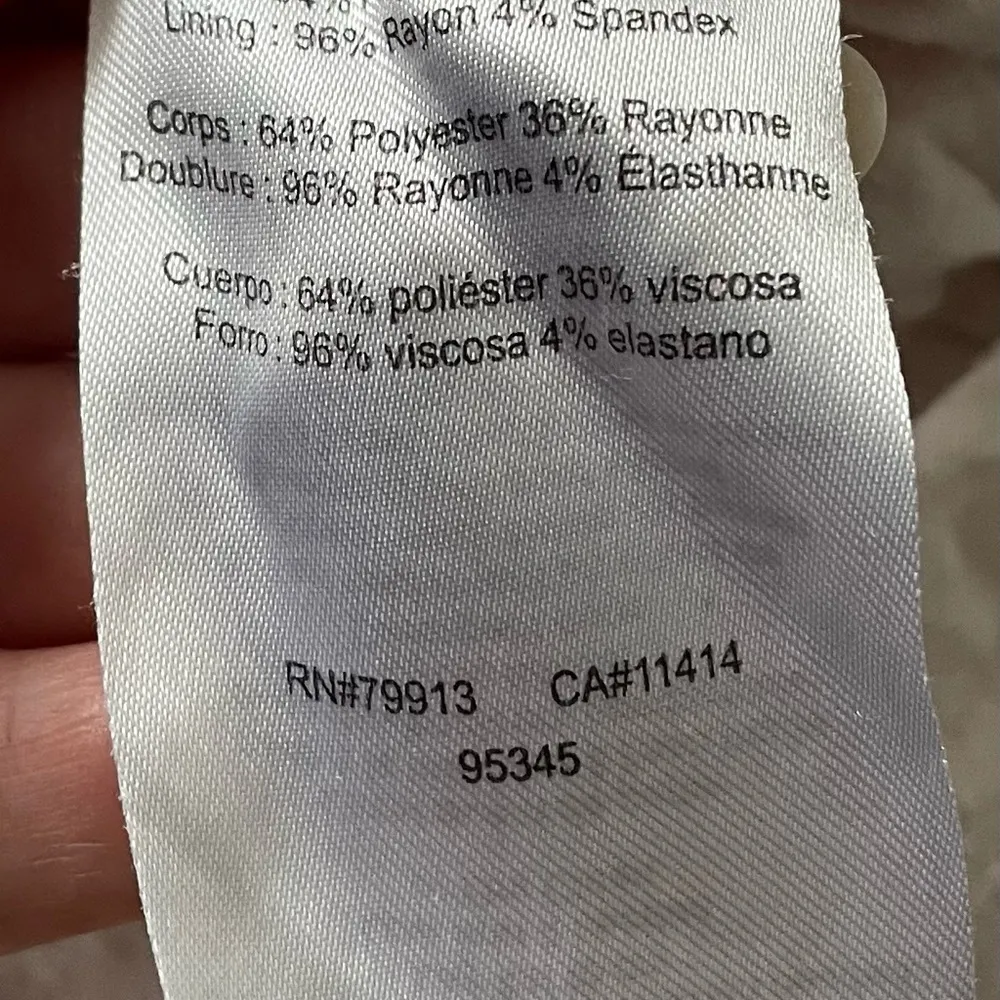 Lining : 96% Rayon 4% Spandex
Corps : 64% Polyester 36% Rayonne
Doublure : 96% Rayonne 4% Élasthanne
Cuerpo : 64% poliéster 36% viscosa
Forro : 96% viscosa 4% elastano
RN#79913 CA#11414
95345